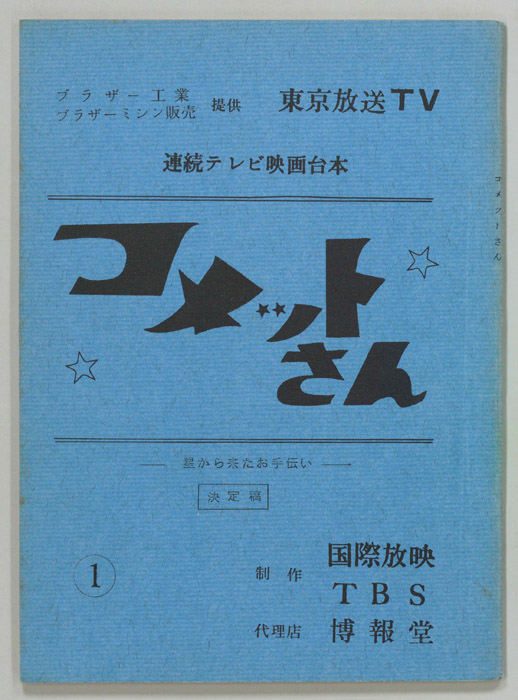 ブラザー工業
ブラザーミシン販売
提供
東京放送TV
連続テレビ映画台本
コメットさん
コメットさん
── 星から来たお手伝い ──
決定稿
①
制作
国際放映
TBS
代理店
博報堂